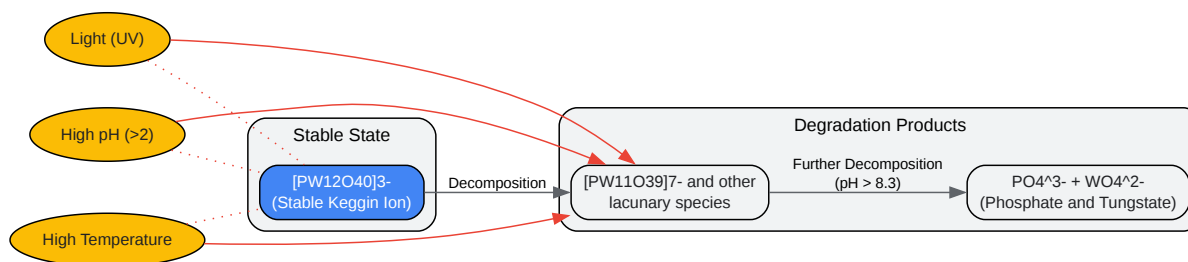 Light (UV)
High pH (>2)
High Temperature
Stable State
[PW12O40]3-
(Stable Keggin Ion)
Decomposition
Degradation Products
[PW11O39]7- and other
lacunary species
Further Decomposition
(pH > 8.3)
PO4^3- + WO4^2-
(Phosphate and Tungstate)